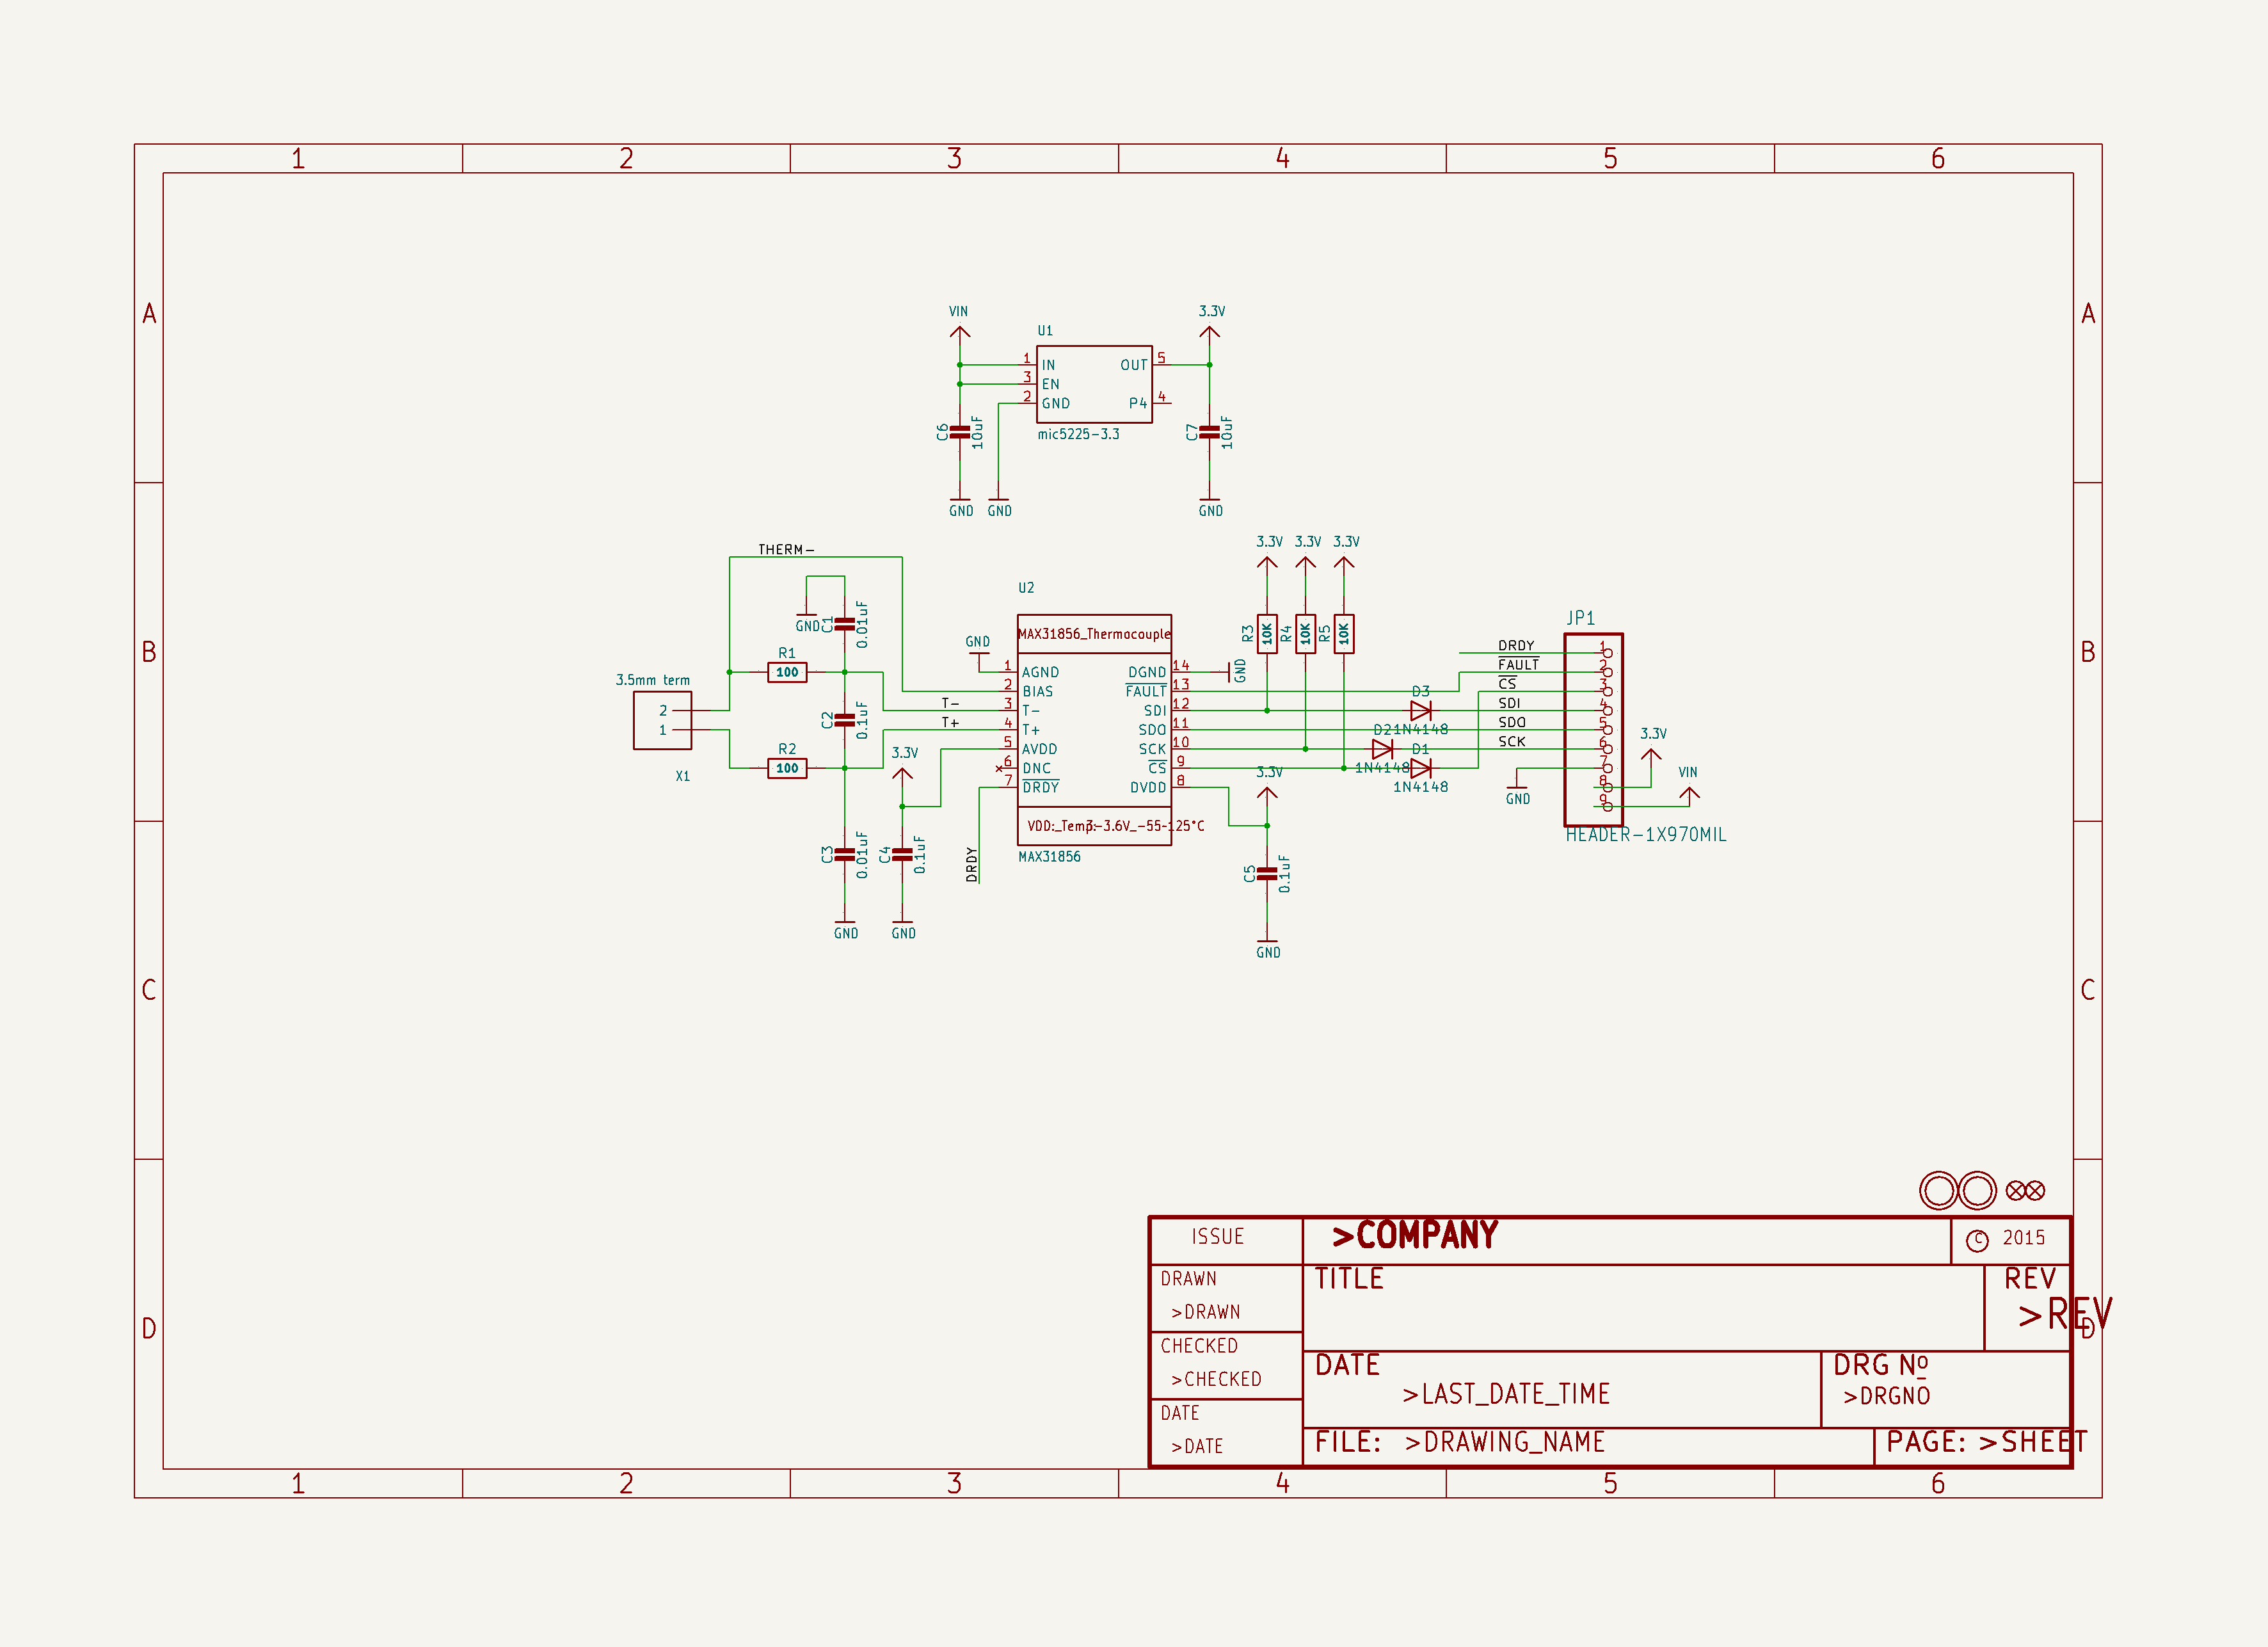 1 2 3 4 5 6
A A
VIN 3.3V
U1
1 IN OUT 5
3 EN
2 GND P4 4
C6 10uF
mic5225-3.3
C7 10uF
GND GND GND
B B
THERM-
3.3V 3.3V 3.3V
U2
GND C1 0.01uF
R3 10K R4 10K R5 10K
JP1
MAX31856_Thermocouple
GND
R1
100
3.5mm term
2
1
X1
C2 0.1uF
R2
100
T-
T+
3.3V
1 AGND DGND 14 GND
2 BIAS FAULT 13
3 T- SDI 12
4 T+ SDO 11
5 AVDD SCK 10
6 DNC CS 9
7 DRDY DVDD 8
VDD:_Temp:
3-3.6V_-55-125°C
MAX31856
DRDY
D3
1N4148
D2
1N4148
D1
1N4148
3.3V
DRDY 1
FAULT 2
CS 3
SDI 4
SDO 5
SCK 6
7
8
9
GND
3.3V
VIN
HEADER-1X970MIL
C3 0.01uF
C4 0.1uF
C5 0.1uF
GND GND
GND
C C
ISSUE
>COMPANY
© 2015
DRAWN
>DRAWN
TITLE
REV
>REV
D D
CHECKED
>CHECKED
DATE
>LAST_DATE_TIME
DRG Nº
>DRGNO
DATE
>DATE
FILE: >DRAWING_NAME
PAGE: >SHEET
1 2 3 4 5 6